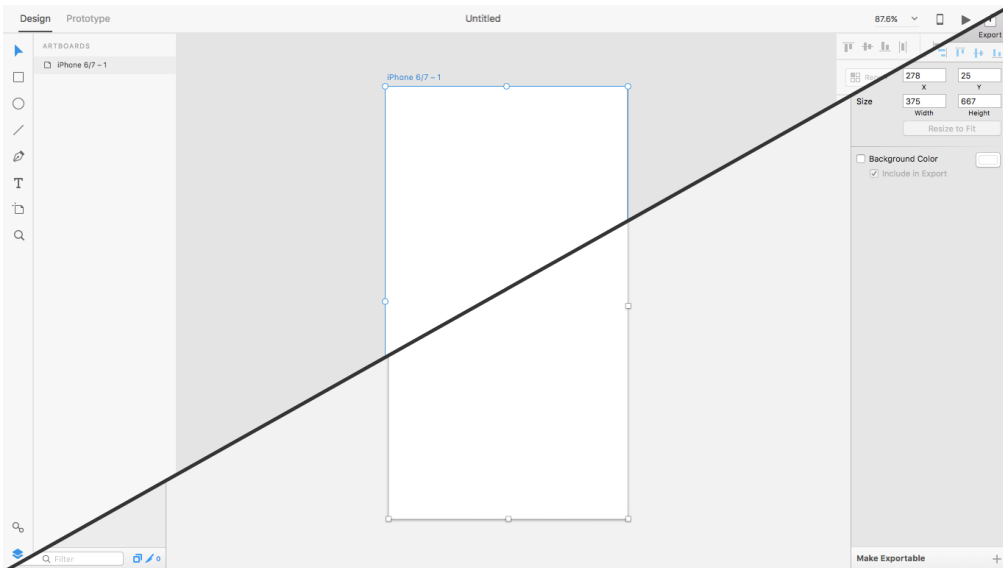 Design Prototype Untitled 87.6%
Export
ARTBOARDS
iPhone 6/7 – 1
iPhone 6/7 – 1
278 25
X Y
Size 375 667
Width Height
Resize to Fit
Background Color
Include in Export
T
Filter 0
Make Exportable